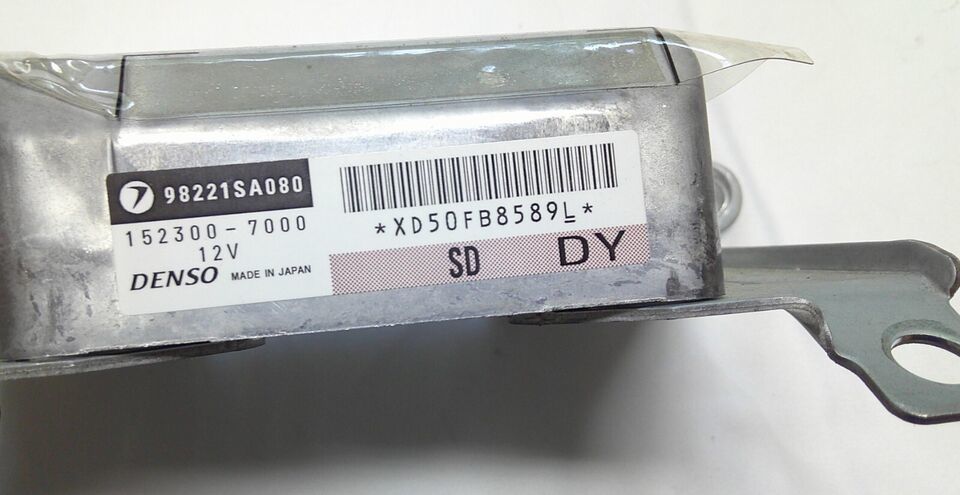 98221SA080
152300-7000
12V
DENSO MADE IN JAPAN
*XD50FB8589L*
SD DY